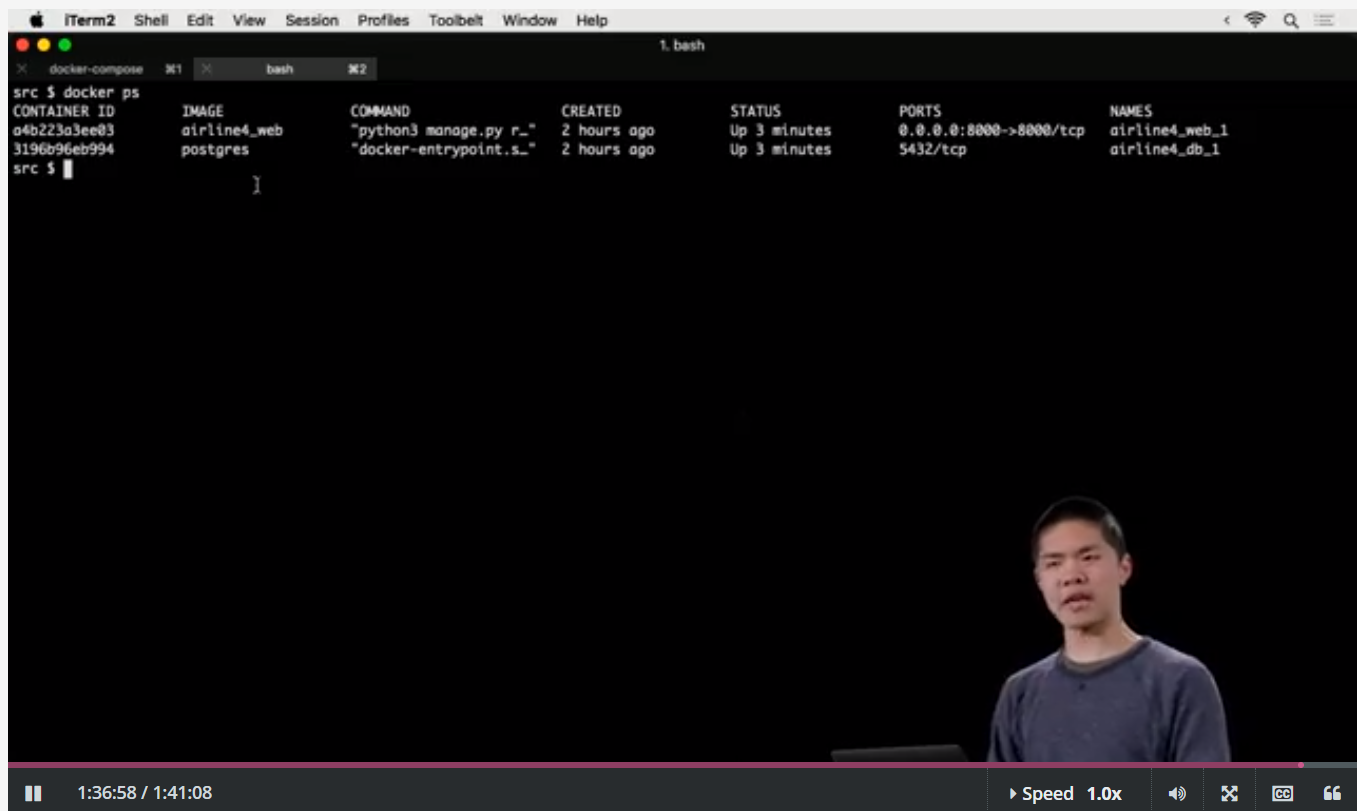 iTerm2 Shell Edit View Session Profiles Toolbelt Window Help
1. bash
docker-compose ⌘1 bash ⌘2
src $ docker ps
CONTAINER ID IMAGE COMMAND CREATED STATUS PORTS NAMES
a4b223a3ee03 airline4_web "python3 manage.py r…" 2 hours ago Up 3 minutes 0.0.0.0:8000->8000/tcp airline4_web_1
3196b96eb994 postgres "docker-entrypoint.s…" 2 hours ago Up 3 minutes 5432/tcp airline4_db_1
src $
1:36:58 / 1:41:08 Speed 1.0x CC